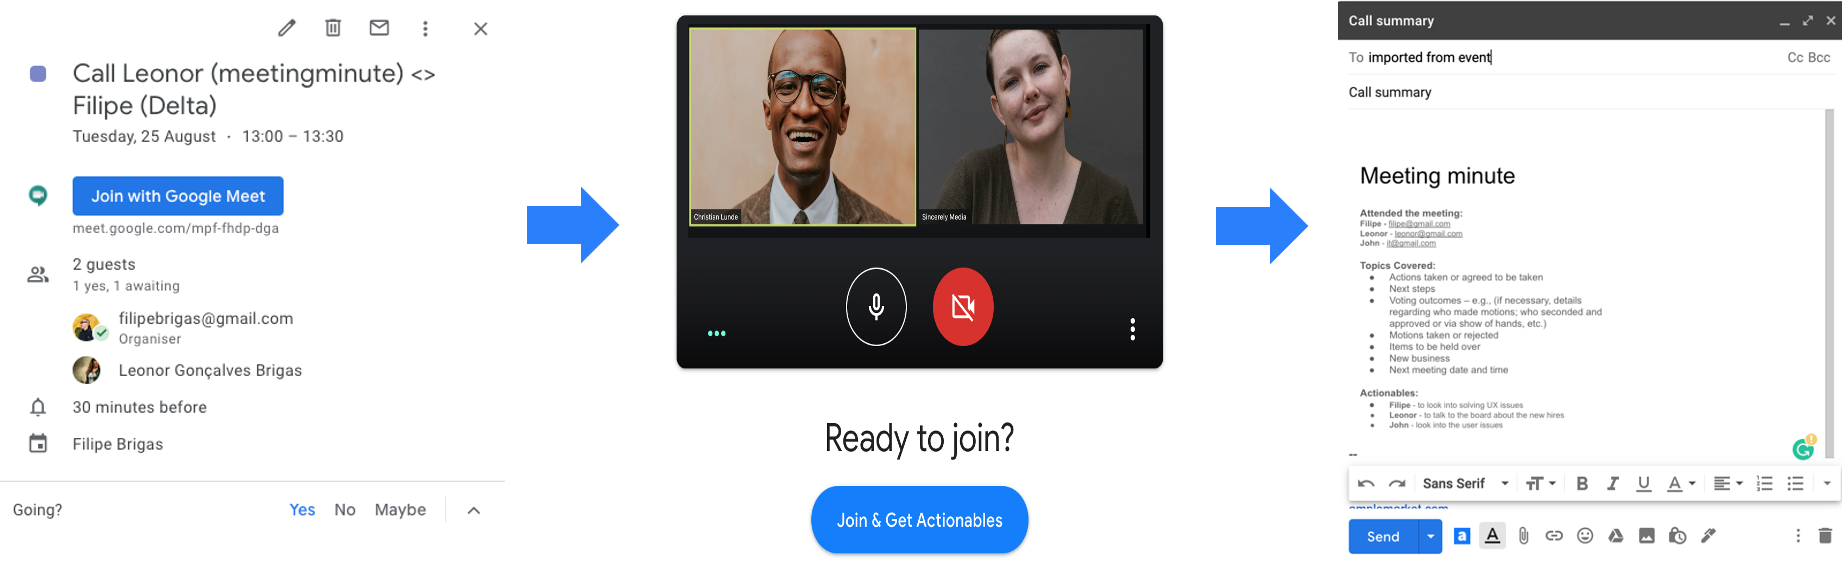 Call Leonor (meetingminute) <>
Filipe (Delta)
Tuesday, 25 August · 13:00 – 13:30
Join with Google Meet
meet.google.com/mpf-fhdp-dga
2 guests
1 yes, 1 awaiting
filipebrigas@gmail.com
Organiser
Leonor Gonçalves Brigas
30 minutes before
Filipe Brigas
Going?
Yes No Maybe
Christian Lunde
Sincerely Media
Ready to join?
Join & Get Actionables
Call summary
To imported from event
Cc Bcc
Call summary
Meeting minute
Attended the meeting:
Filipe - filipe@gmail.com
Leonor - leonor@gmail.com
John - it@gmail.com
Topics Covered:
● Actions taken or agreed to be taken
● Next steps
● Voting outcomes – e.g., (if necessary, details
regarding who made motions; who seconded and
approved or via show of hands, etc.)
● Motions taken or rejected
● Items to be held over
● New business
● Next meeting date and time
Actionables:
● Filipe - to look into solving UX issues
● Leonor - to talk to the board about the new hires
● John - look into the user issues
--
Sans Serif
Send